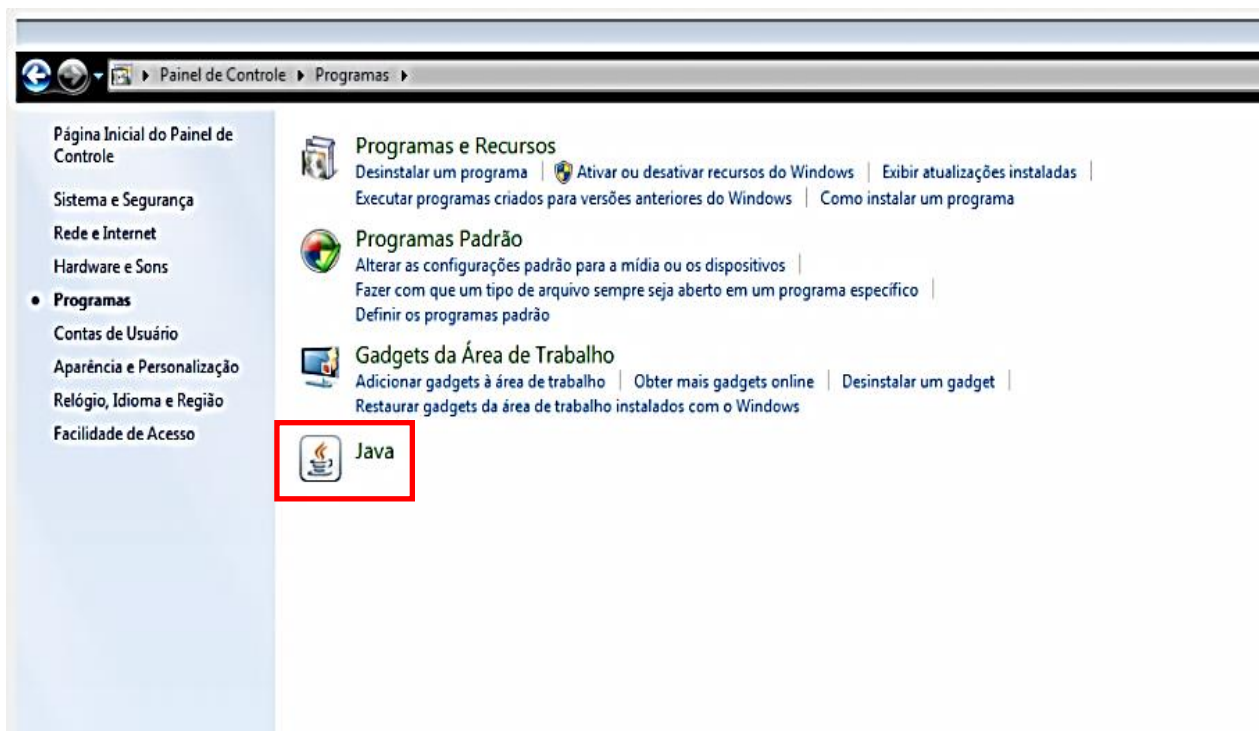 Painel de Controle Programas
Página Inicial do Painel de
Controle
Sistema e Segurança
Rede e Internet
Hardware e Sons
Programas
Contas de Usuário
Aparência e Personalização
Relógio, Idioma e Região
Facilidade de Acesso
Programas e Recursos
Desinstalar um programa Ativar ou desativar recursos do Windows Exibir atualizações instaladas
Executar programas criados para versões anteriores do Windows Como instalar um programa
Programas Padrão
Alterar as configurações padrão para a mídia ou os dispositivos
Fazer com que um tipo de arquivo sempre seja aberto em um programa específico
Definir os programas padrão
Gadgets da Área de Trabalho
Adicionar gadgets à área de trabalho Obter mais gadgets online Desinstalar um gadget
Restaurar gadgets da área de trabalho instalados com o Windows
Java